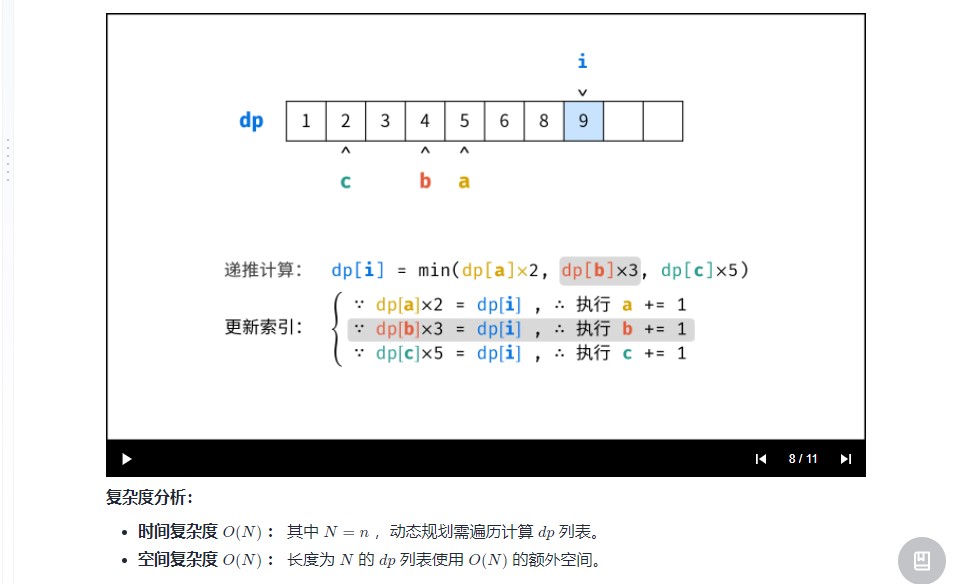 i
dp 1 2 3 4 5 6 8 9
c b a
递推计算: dp[i] = min(dp[a]×2, dp[b]×3, dp[c]×5)
∵ dp[a]×2 = dp[i] , ∴ 执行 a += 1
更新索引: ∵ dp[b]×3 = dp[i] , ∴ 执行 b += 1
∵ dp[c]×5 = dp[i] , ∴ 执行 c += 1
8 / 11
复杂度分析:
• 时间复杂度 O(N): 其中 N = n ,动态规划需遍历计算 dp 列表。
• 空间复杂度 O(N): 长度为 N 的 dp 列表使用 O(N) 的额外空间。